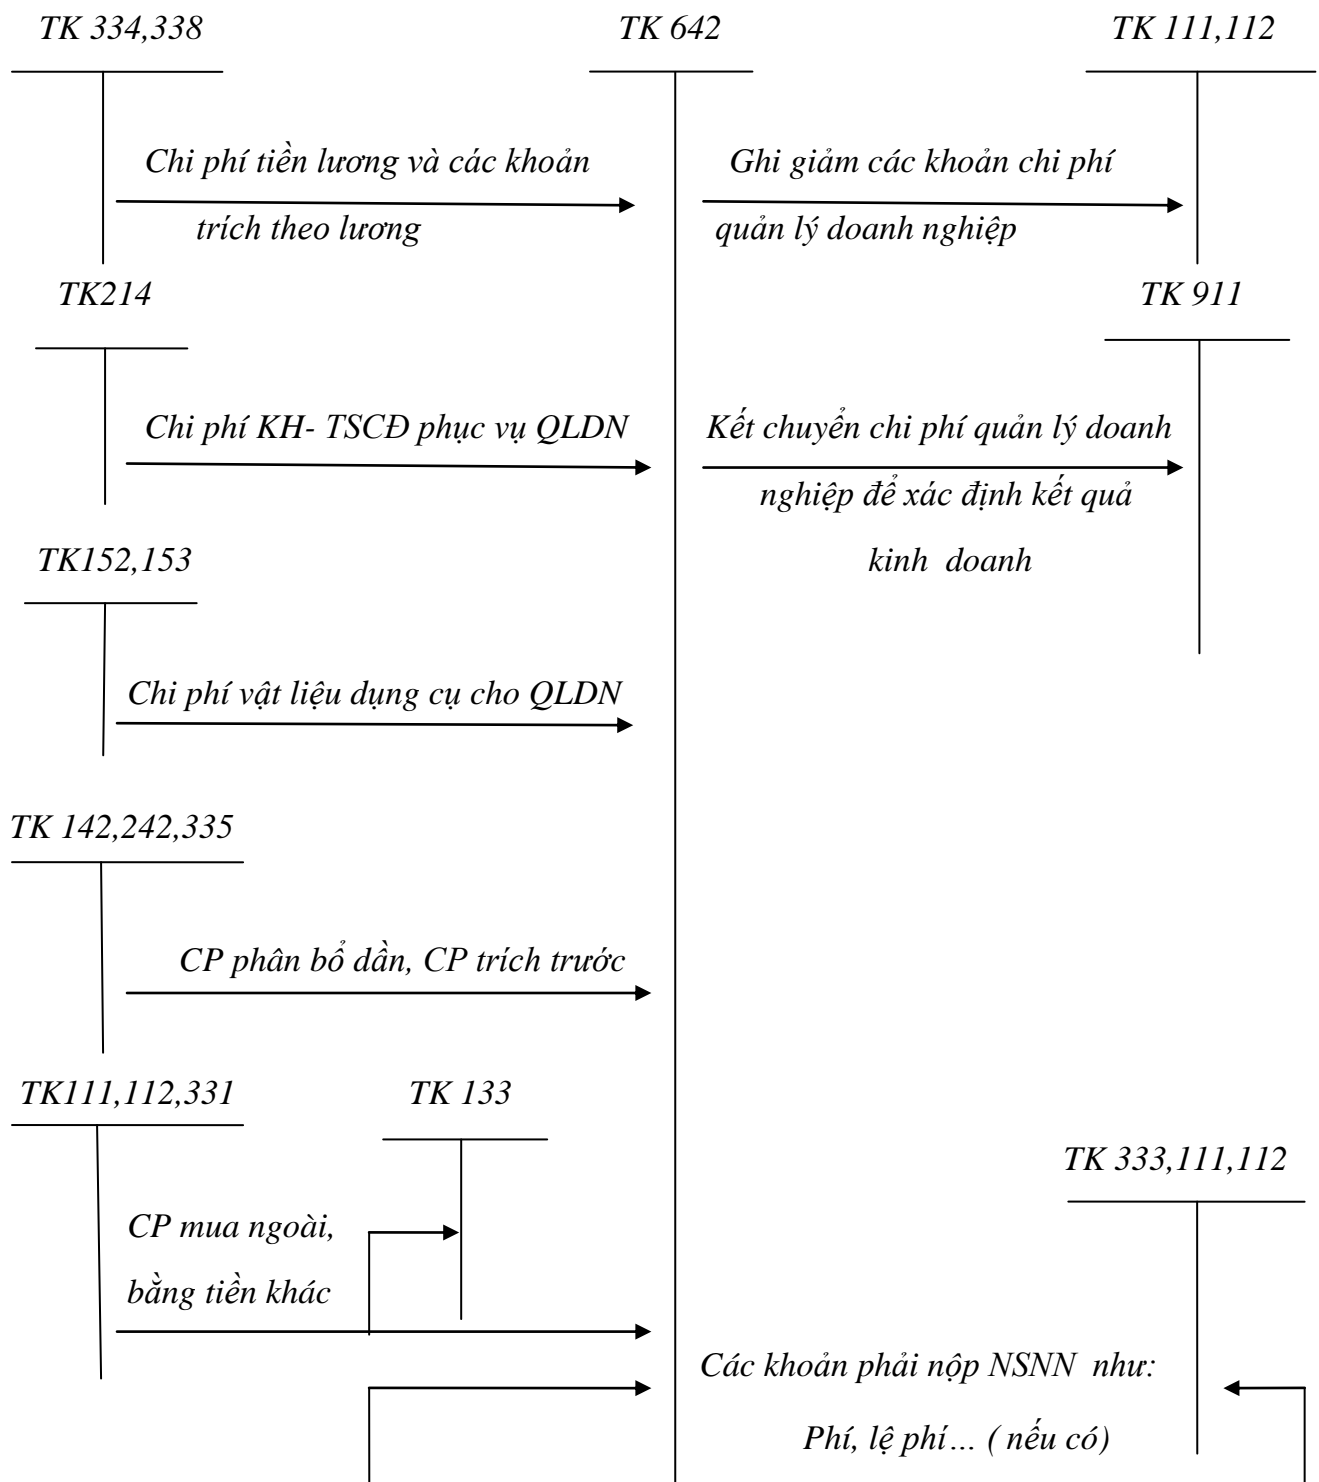 TK 334,338
TK 642
TK 111,112
Chi phí tiền lương và các khoản
trích theo lương
Ghi giảm các khoản chi phí
quản lý doanh nghiệp
TK214
TK 911
Chi phí KH- TSCĐ phục vụ QLDN
Kết chuyển chi phí quản lý doanh
nghiệp để xác định kết quả
kinh doanh
TK152,153
Chi phí vật liệu dụng cụ cho QLDN
TK 142,242,335
CP phân bổ dần, CP trích trước
TK111,112,331
TK 133
TK 333,111,112
CP mua ngoài,
bằng tiền khác
Các khoản phải nộp NSNN như:
Phí, lệ phí... ( nếu có)